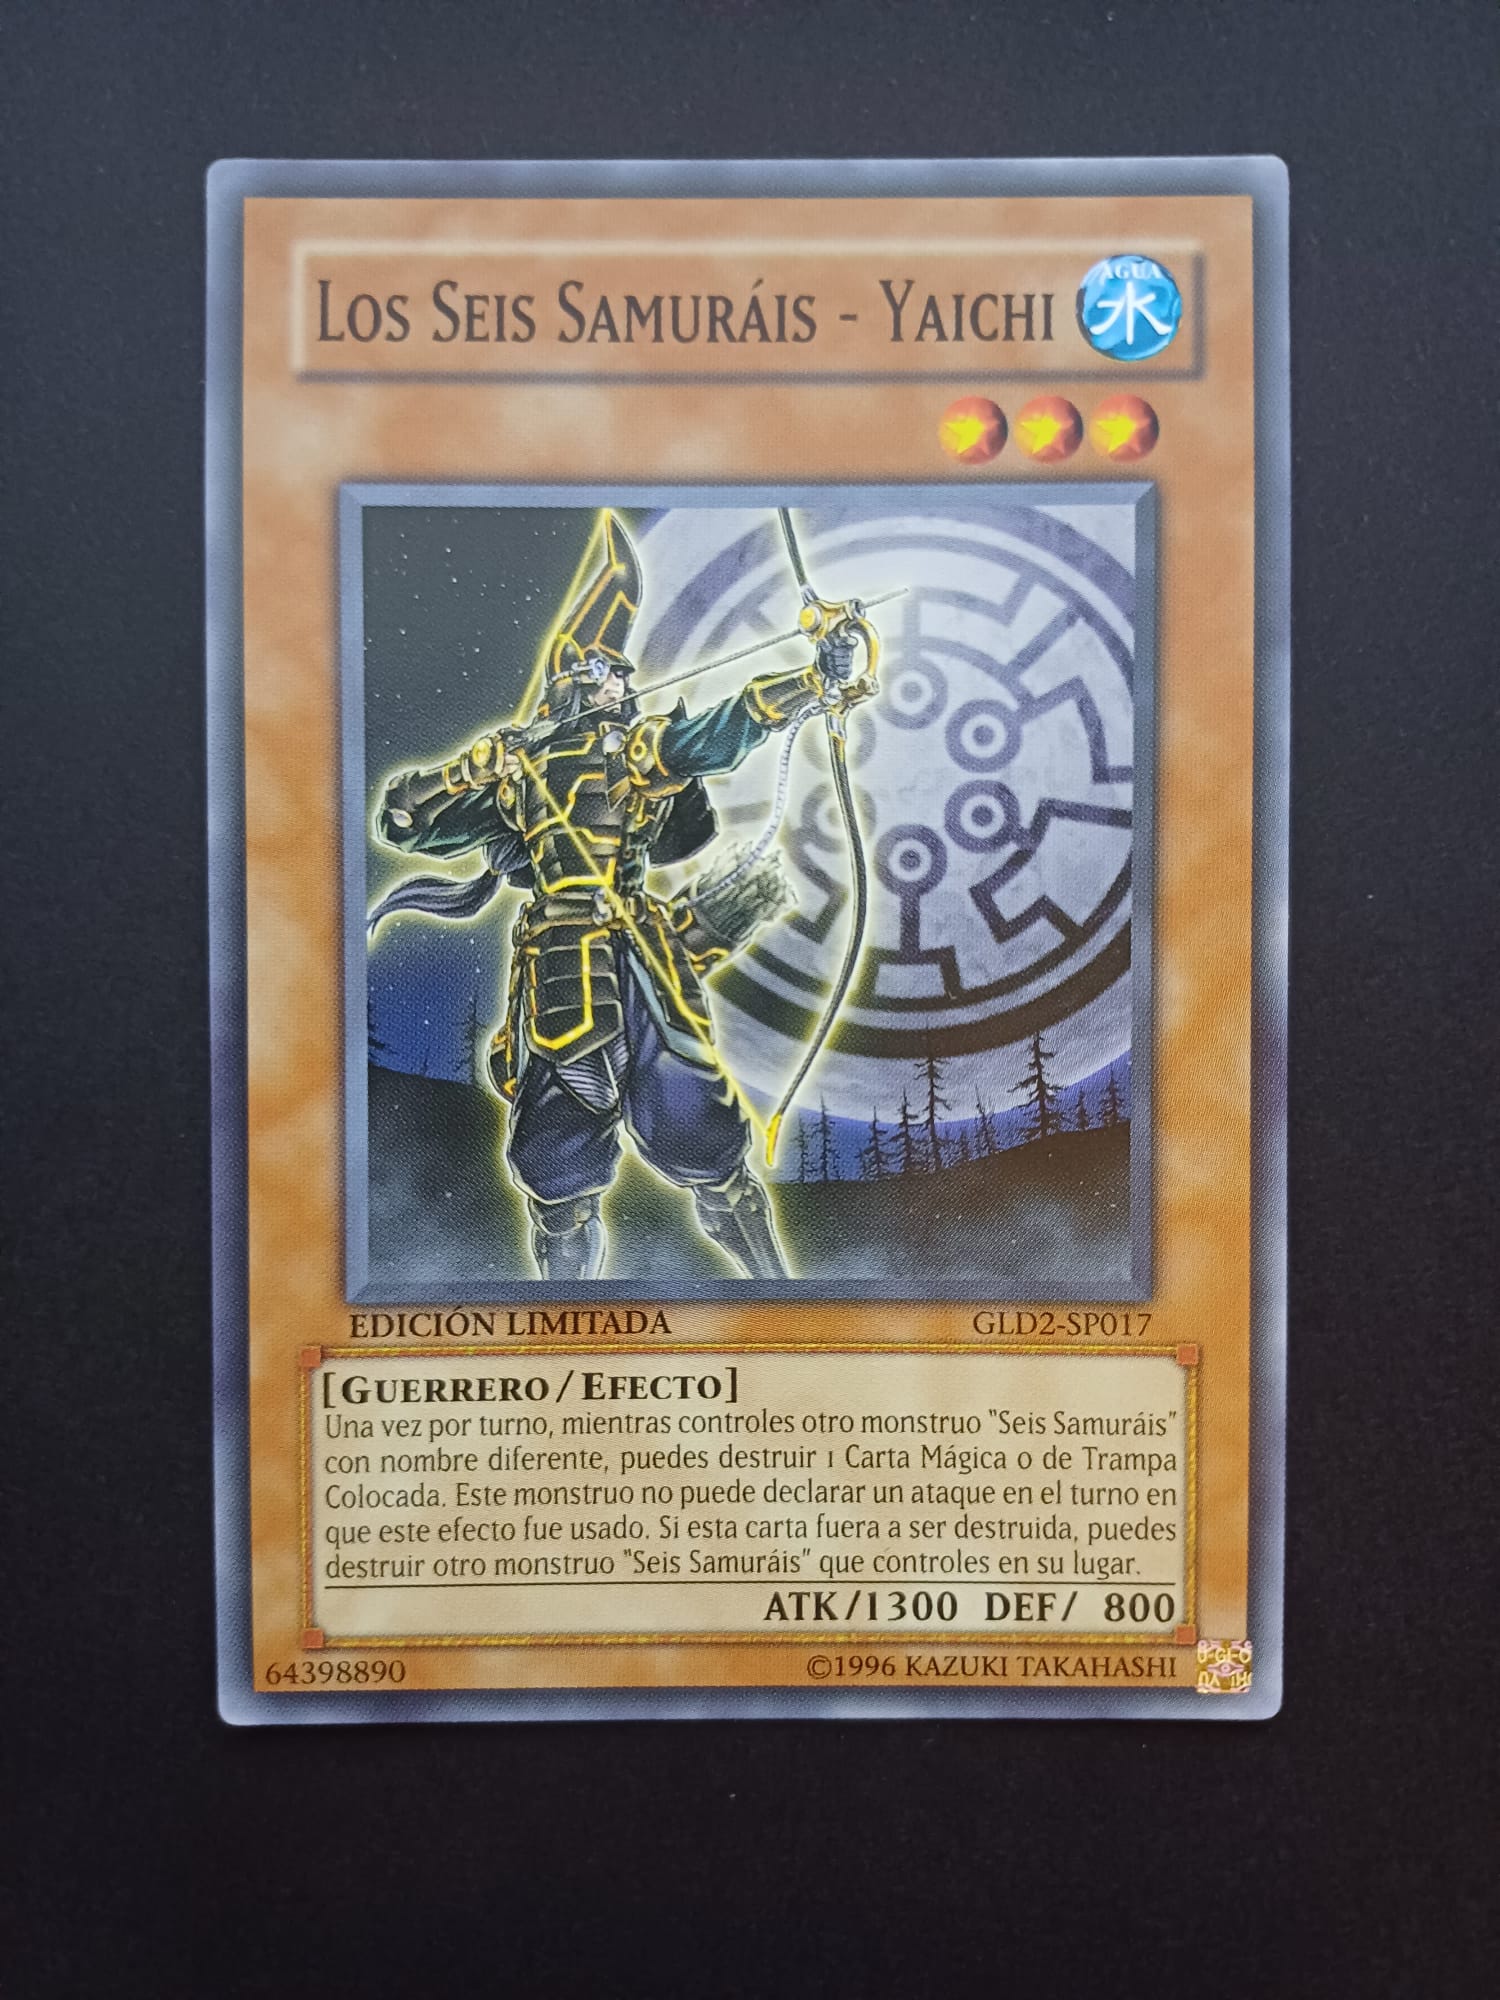 Los Seis Samuráis - Yaichi
AGUA
水
EDICIÓN LIMITADA
GLD2-SP017
[Guerrero/Efecto]
Una vez por turno, mientras controles otro monstruo "Seis Samuráis"
con nombre diferente, puedes destruir 1 Carta Mágica o de Trampa
Colocada. Este monstruo no puede declarar un ataque en el turno en
que este efecto fue usado. Si esta carta fuera a ser destruida, puedes
destruir otro monstruo "Seis Samuráis" que controles en su lugar.
ATK/1300 DEF/ 800
64398890
©1996 KAZUKI TAKAHASHI